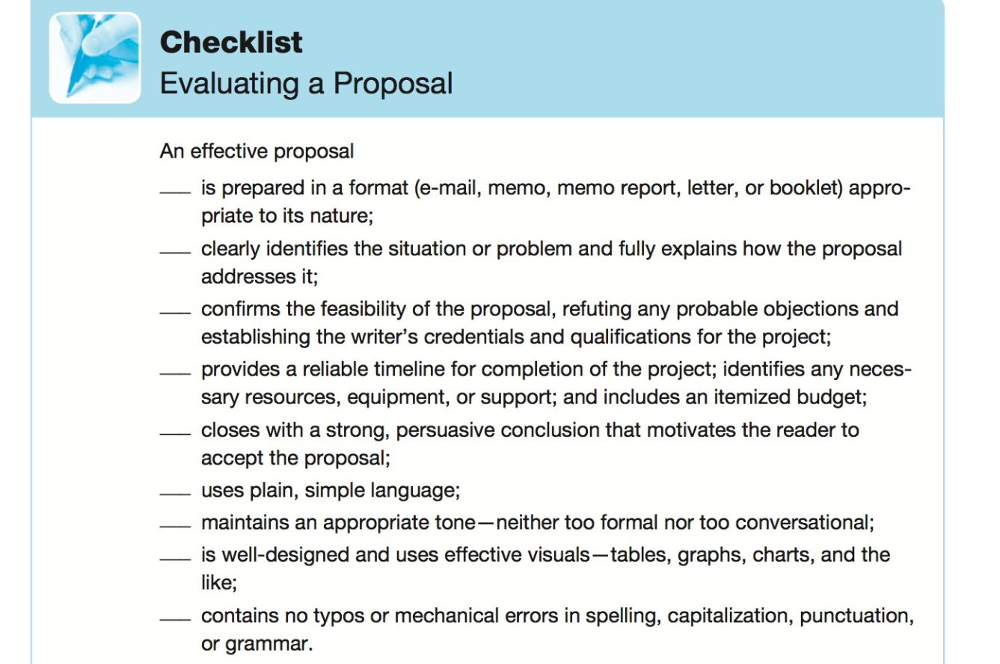 Checklist
Evaluating a Proposal
An effective proposal
___ is prepared in a format (e-mail, memo, memo report, letter, or booklet) appro-
priate to its nature;
___ clearly identifies the situation or problem and fully explains how the proposal
addresses it;
___ confirms the feasibility of the proposal, refuting any probable objections and
establishing the writer’s credentials and qualifications for the project;
___ provides a reliable timeline for completion of the project; identifies any neces-
sary resources, equipment, or support; and includes an itemized budget;
___ closes with a strong, persuasive conclusion that motivates the reader to
accept the proposal;
___ uses plain, simple language;
___ maintains an appropriate tone—neither too formal nor too conversational;
___ is well-designed and uses effective visuals—tables, graphs, charts, and the
like;
___ contains no typos or mechanical errors in spelling, capitalization, punctuation,
or grammar.